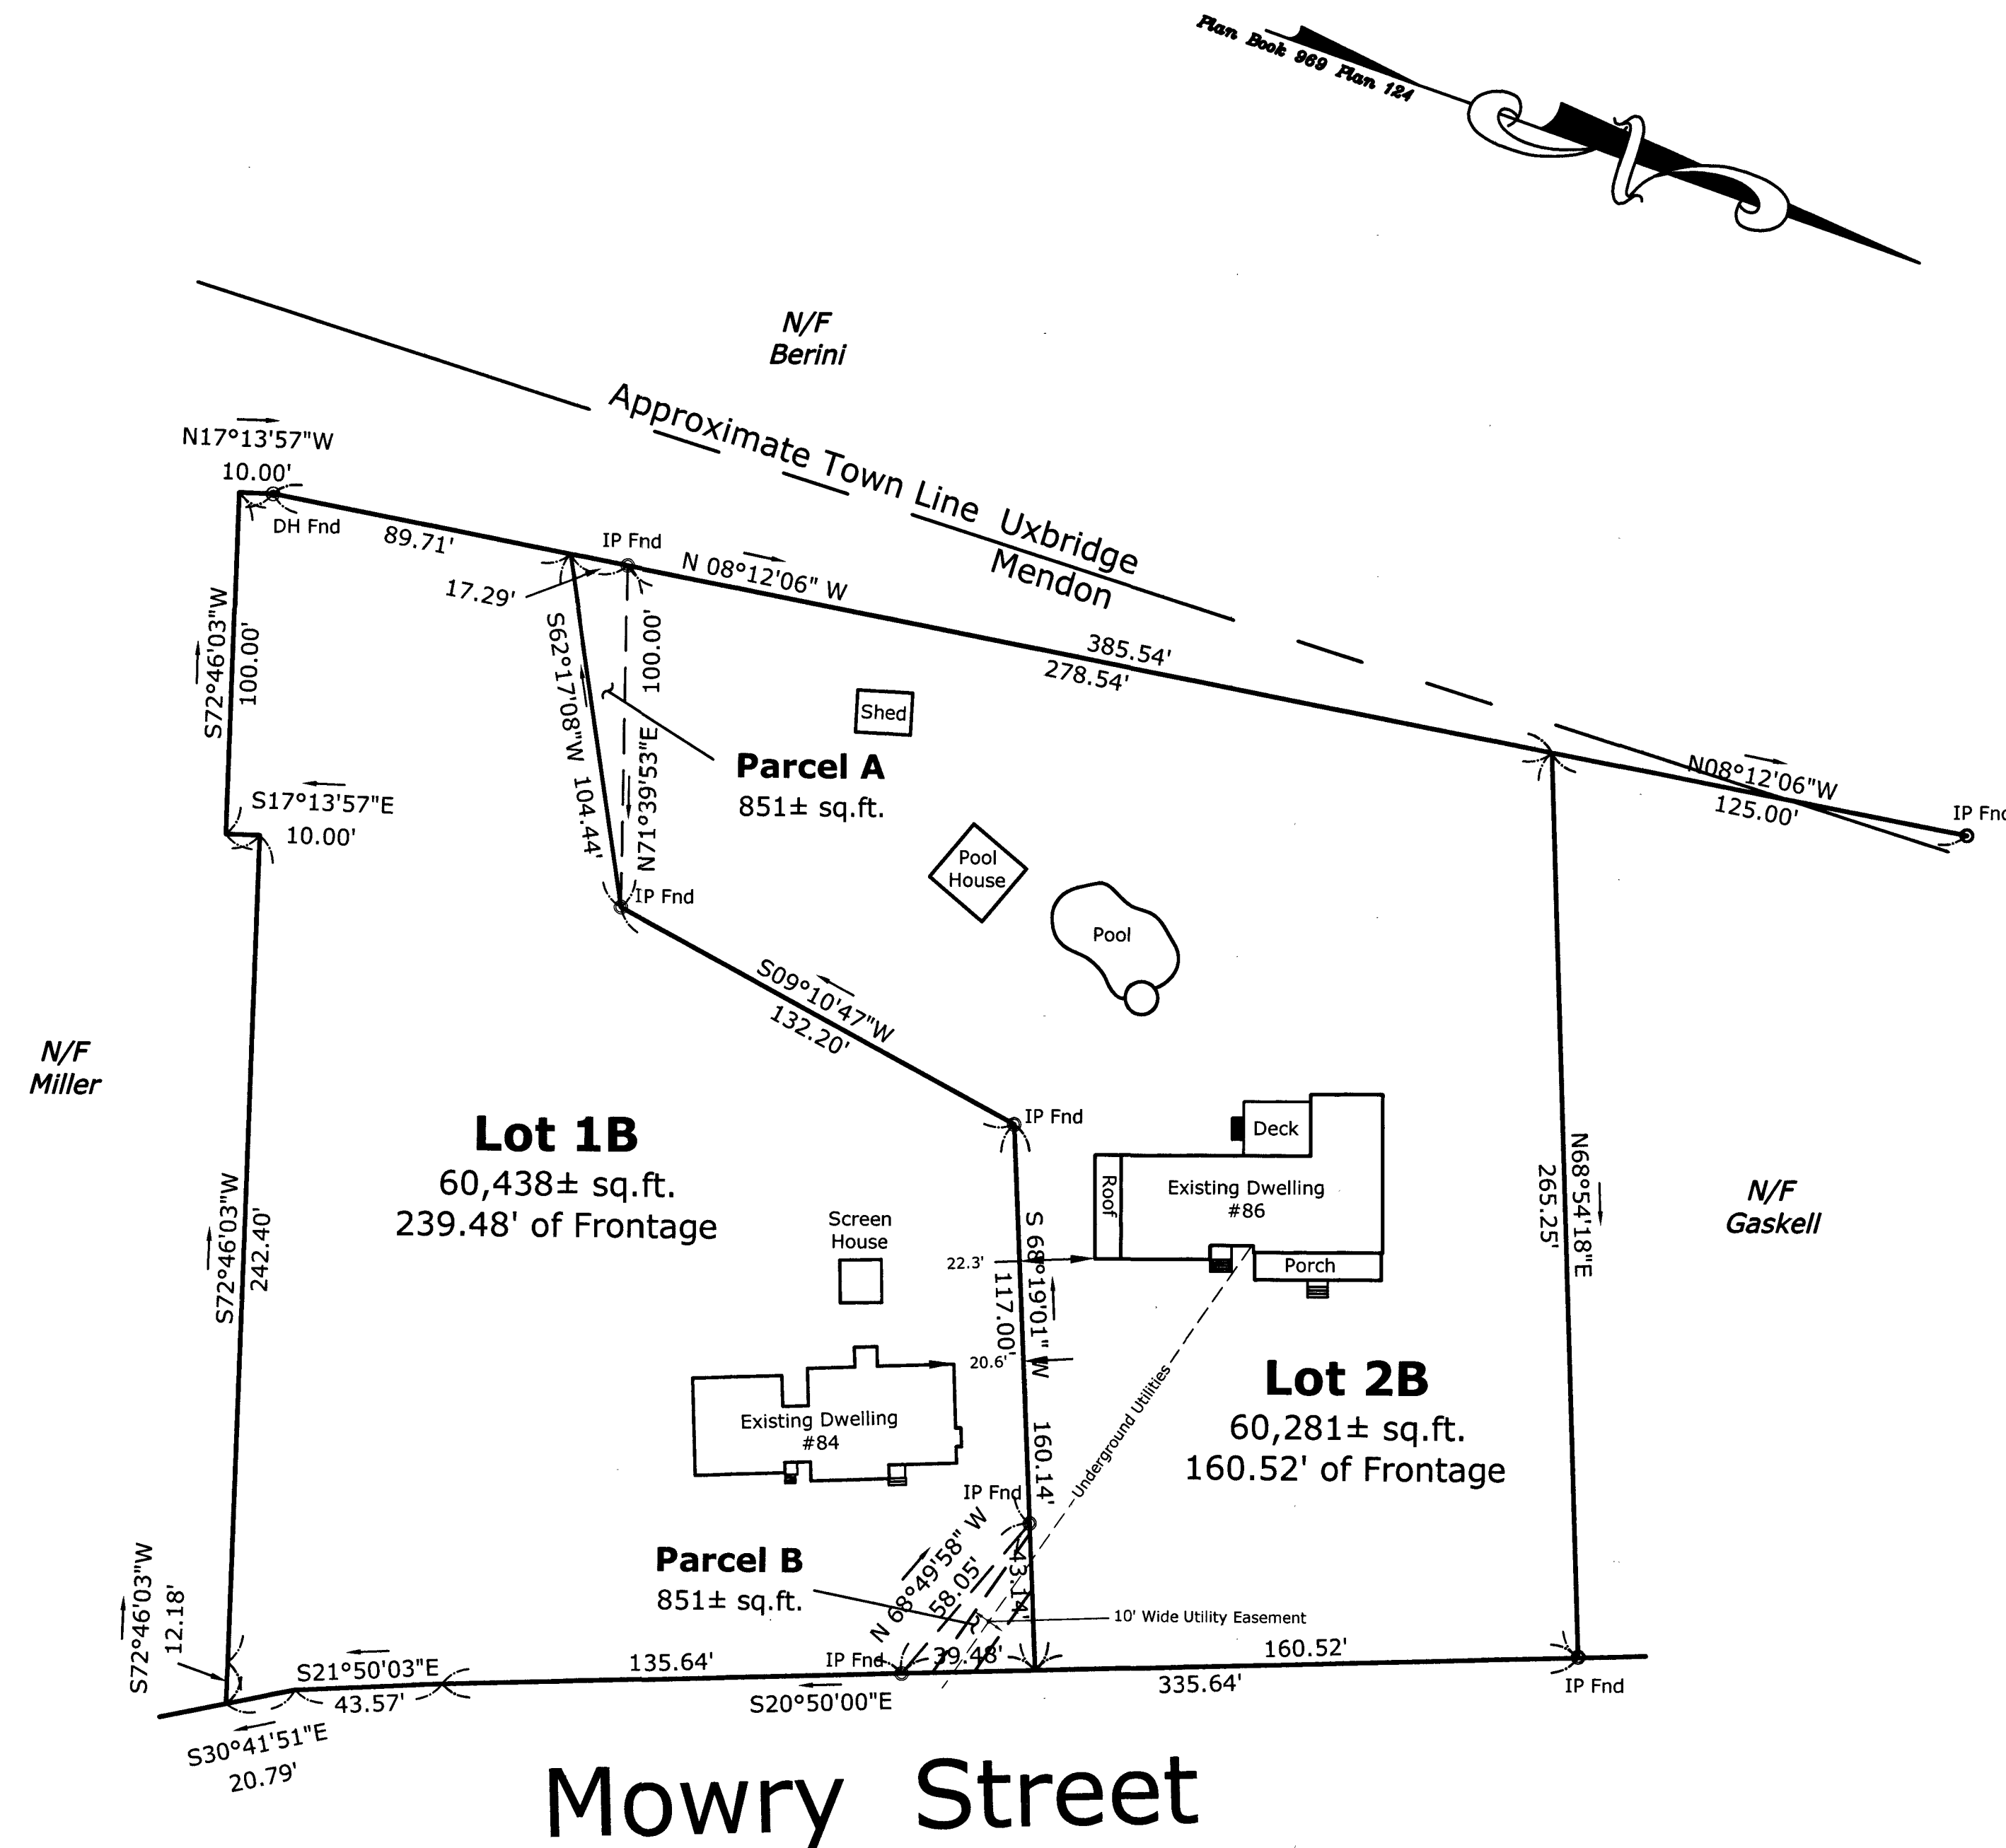 Plan Book 969 Plan 124
N/F
Berini
Approximate Town Line Uxbridge
Mendon
N17°13'57"W
10.00'
DH Fnd
89.71'
IP Fnd
17.29'
N 08°12'06" W
385.54'
278.54'
N08°12'06"W
125.00'
IP Fnd
S72°46'03"W
100.00'
S62°17'08"W 104.44'
100.00'
N71°39'53"E
Shed
Parcel A
851± sq.ft.
S17°13'57"E
10.00'
IP Fnd
Pool
House
Pool
S09°10'47"W
132.20'
N/F
Miller
Lot 1B
60,438± sq.ft.
239.48' of Frontage
IP Fnd
Deck
Roof
Existing Dwelling
#86
Porch
N68°54'18"E
265.25'
N/F
Gaskell
S72°46'03"W
242.40'
Screen
House
22.3'
S 68°19'01" W
117.00'
20.6'
160.14'
Existing Dwelling
#84
Underground Utilities
Lot 2B
60,281± sq.ft.
160.52' of Frontage
IP Fnd
N 68°49'58" W
58.05'
43.14'
Parcel B
851± sq.ft.
10' Wide Utility Easement
S72°46'03"W
12.18'
S21°50'03"E
43.57'
135.64'
IP Fnd
39.48'
160.52'
S20°50'00"E
335.64'
IP Fnd
S30°41'51"E
20.79'
Mowry Street